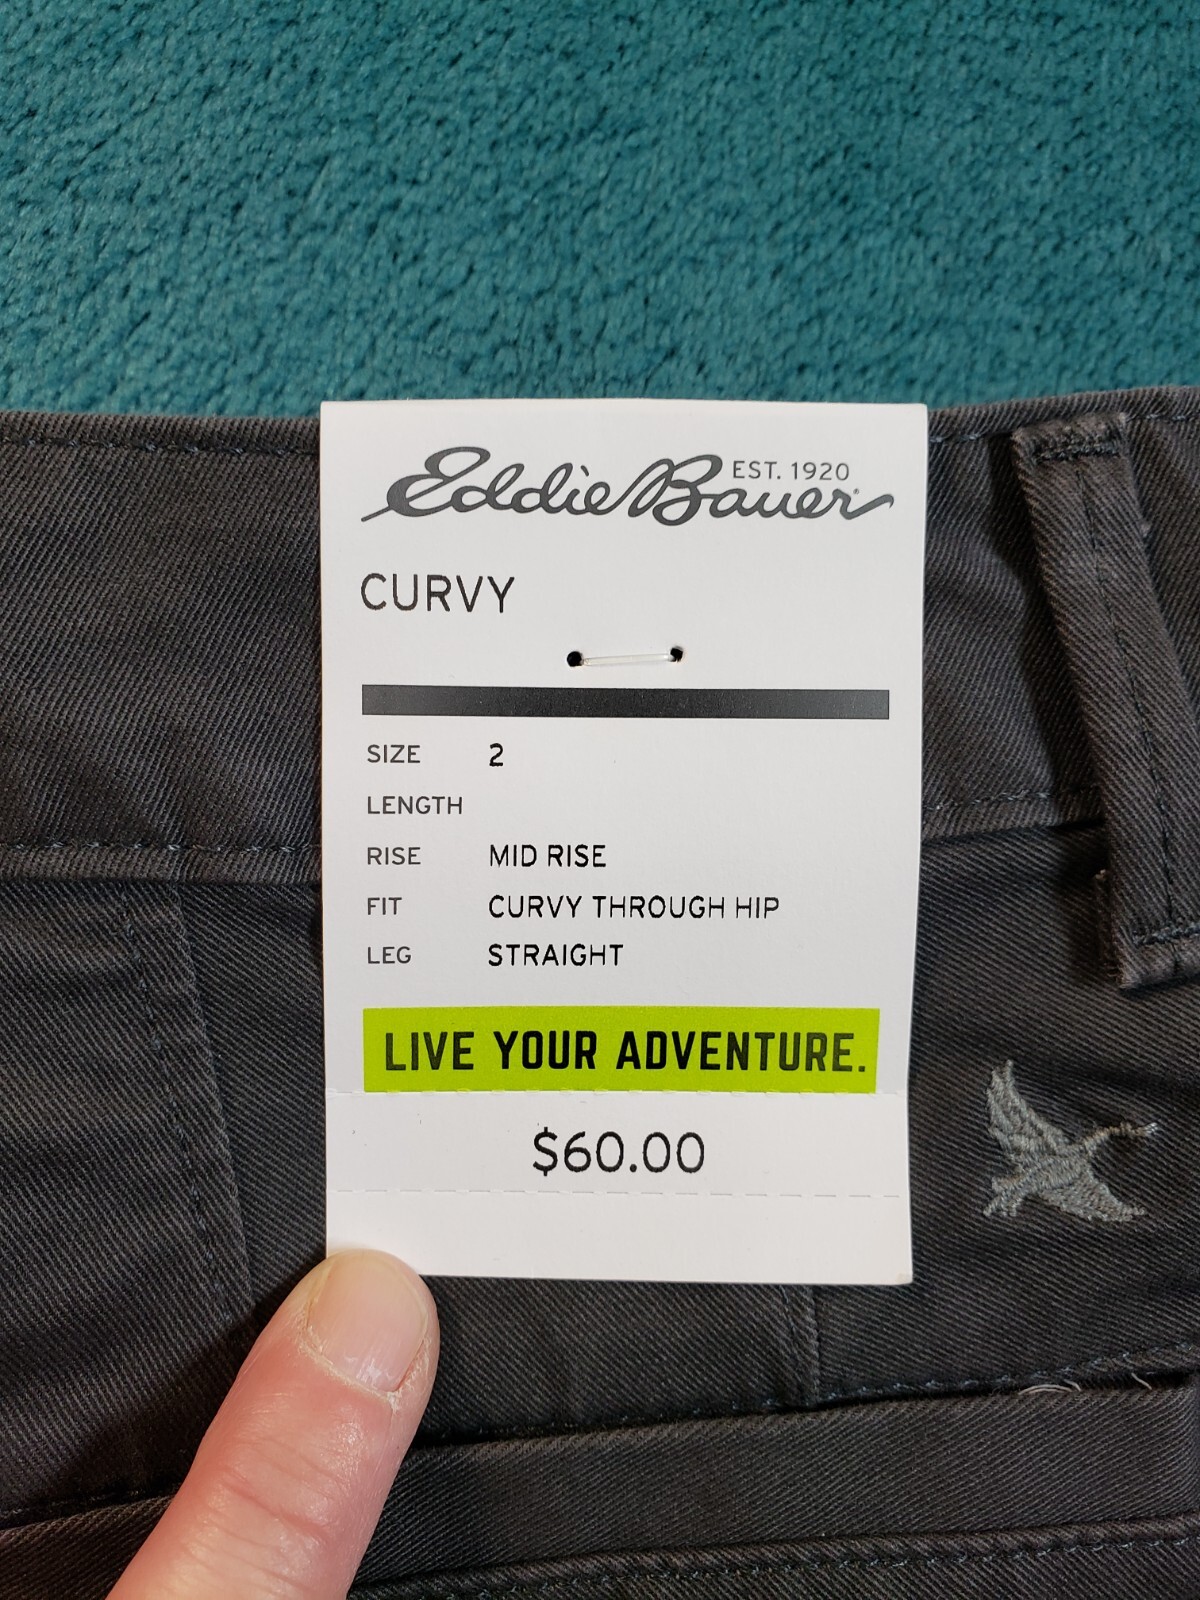 Eddie Bauer EST. 1920
CURVY
SIZE 2
LENGTH
RISE MID RISE
FIT CURVY THROUGH HIP
LEG STRAIGHT
LIVE YOUR ADVENTURE.
$60.00